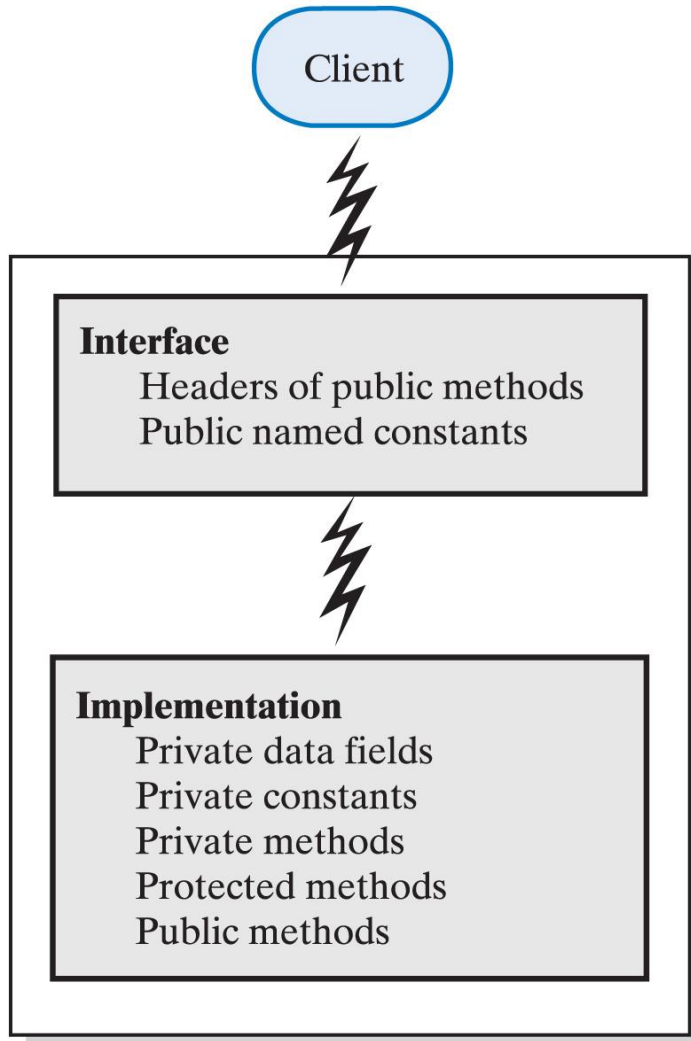 Client
Interface
Headers of public methods
Public named constants
Implementation
Private data fields
Private constants
Private methods
Protected methods
Public methods